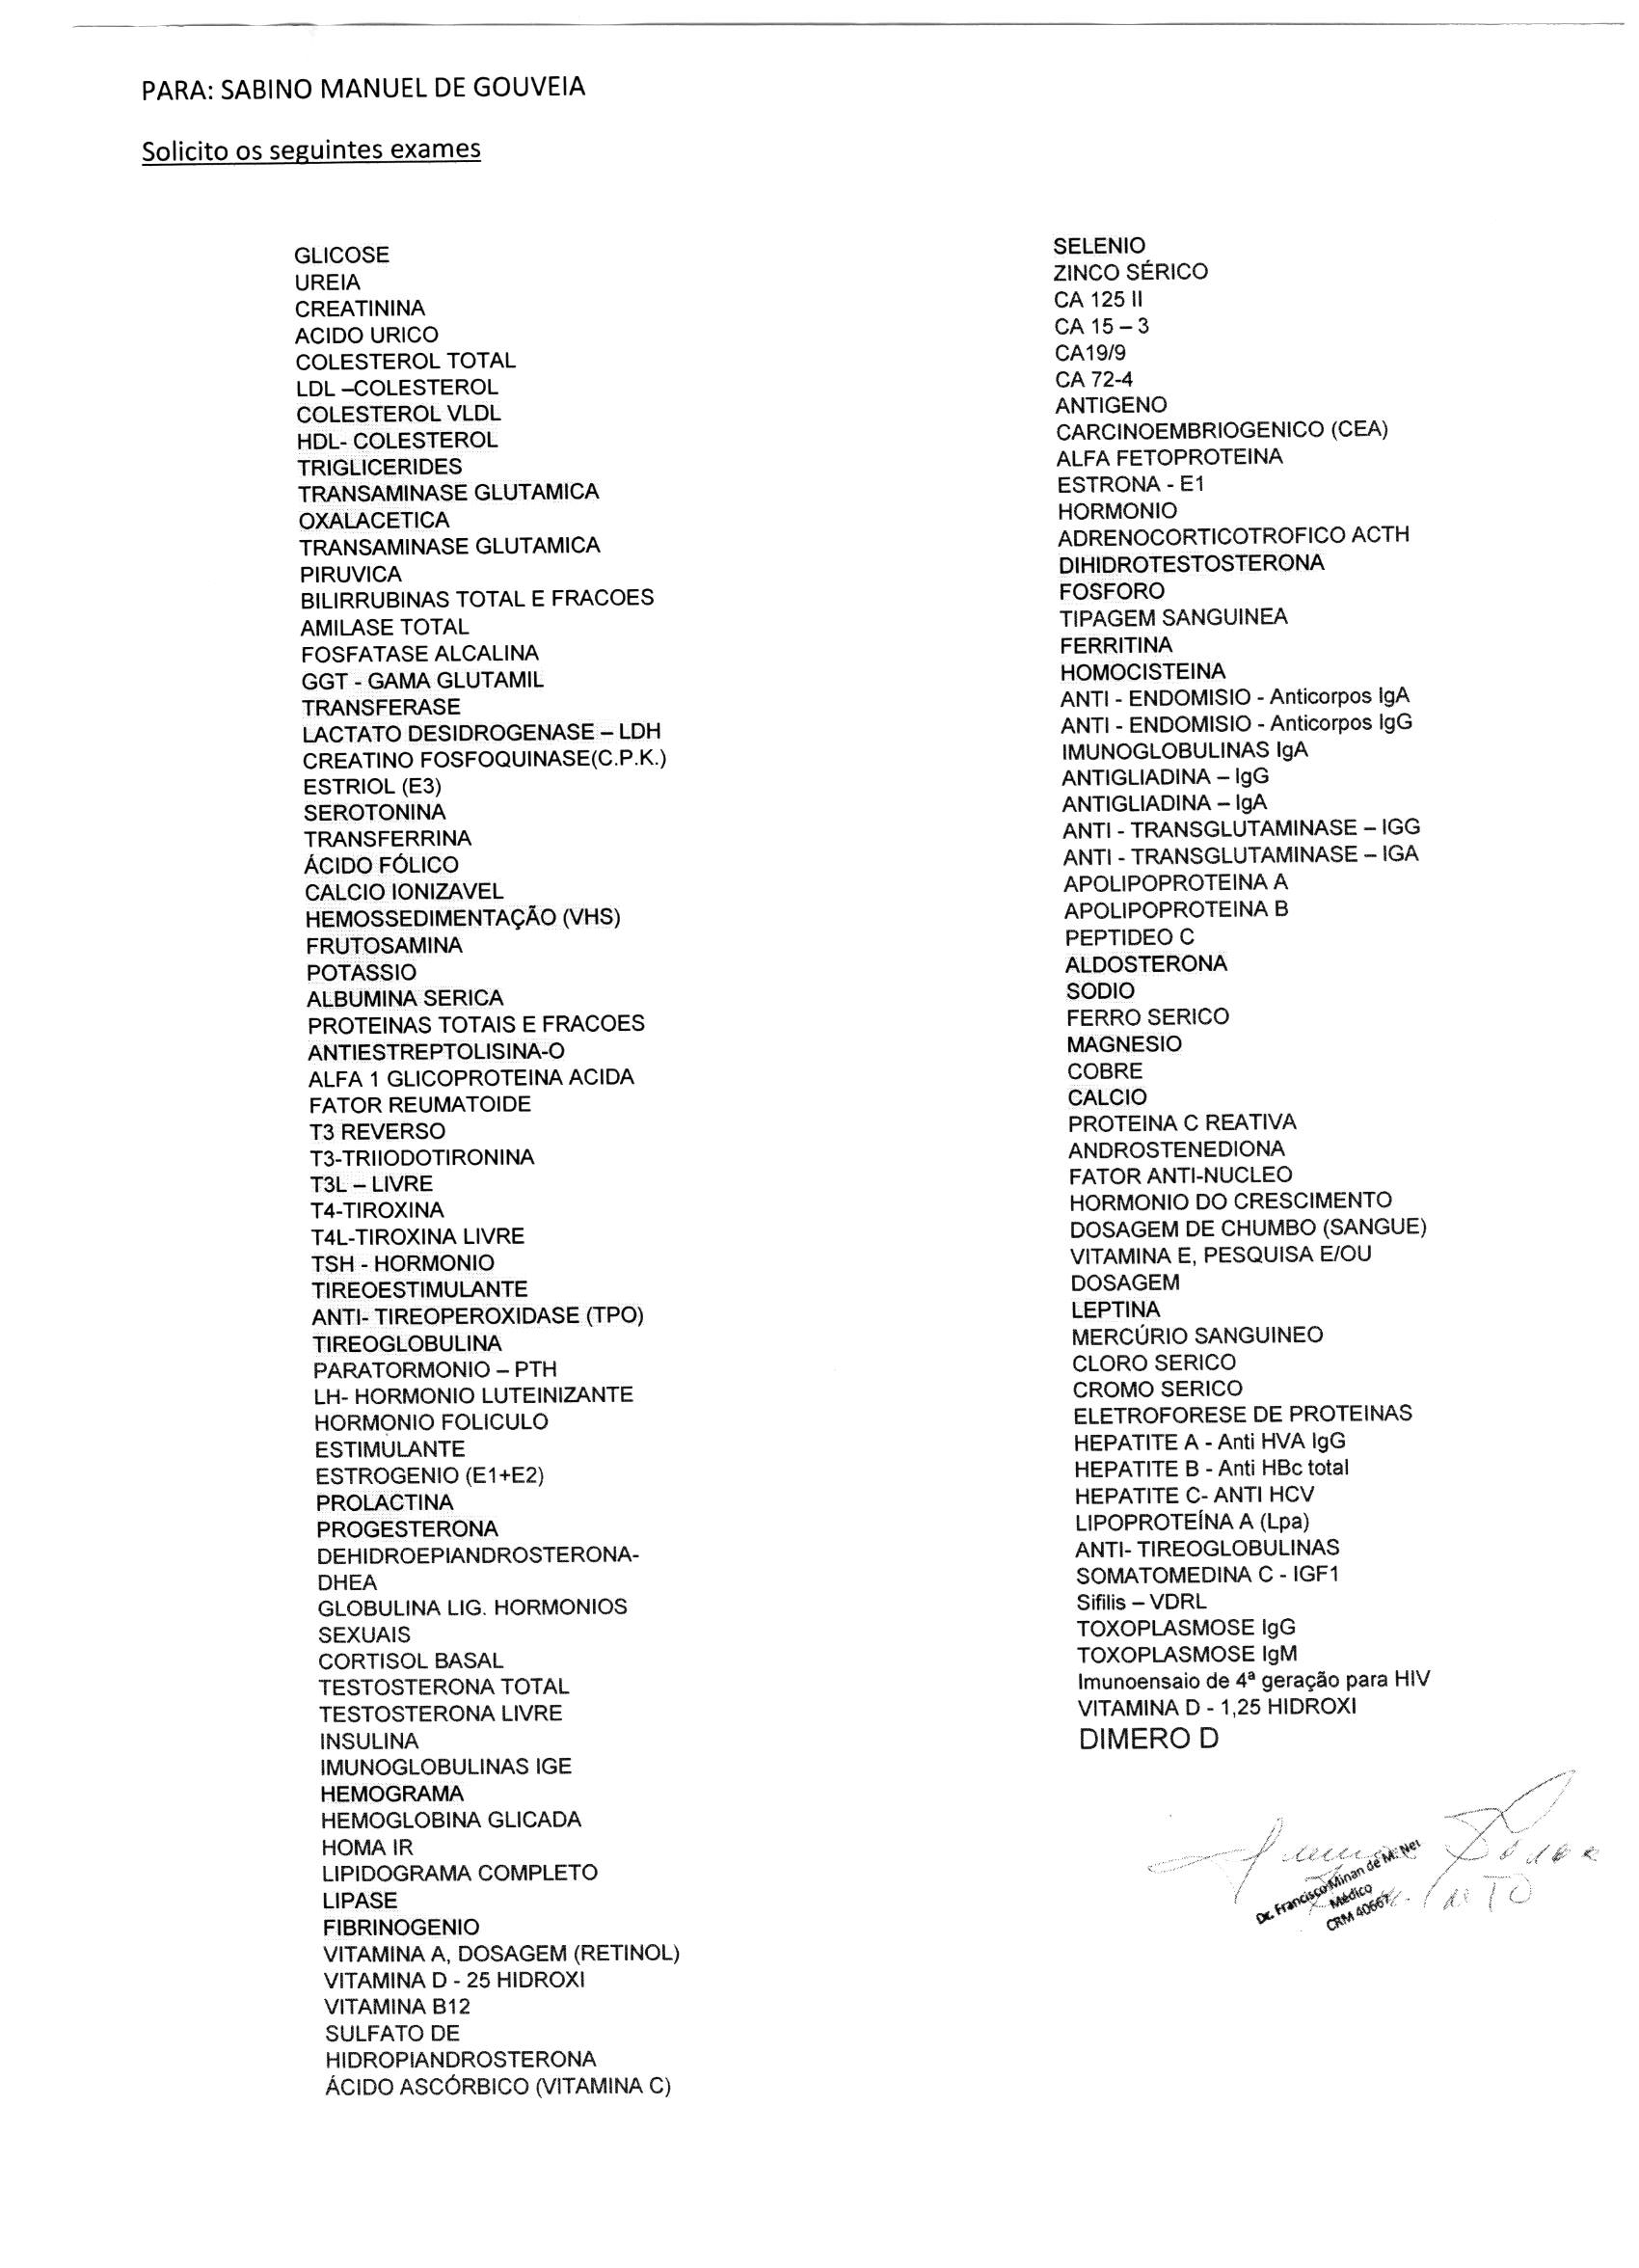 PARA: SABINO MANUEL DE GOUVEIA
Solicito os seguintes exames
GLICOSE
UREIA
CREATININA
ACIDO URICO
COLESTEROL TOTAL
LDL –COLESTEROL
COLESTEROL VLDL
HDL- COLESTEROL
TRIGLICERIDES
TRANSAMINASE GLUTAMICA
OXALACETICA
TRANSAMINASE GLUTAMICA
PIRUVICA
BILIRRUBINAS TOTAL E FRACOES
AMILASE TOTAL
FOSFATASE ALCALINA
GGT - GAMA GLUTAMIL
TRANSFERASE
LACTATO DESIDROGENASE – LDH
CREATINO FOSFOQUINASE(C.P.K.)
ESTRIOL (E3)
SEROTONINA
TRANSFERRINA
ÁCIDO FÓLICO
CALCIO IONIZAVEL
HEMOSSEDIMENTAÇÃO (VHS)
FRUTOSAMINA
POTASSIO
ALBUMINA SERICA
PROTEINAS TOTAIS E FRACOES
ANTIESTREPTOLISINA-O
ALFA 1 GLICOPROTEINA ACIDA
FATOR REUMATOIDE
T3 REVERSO
T3-TRIIODOTIRONINA
T3L – LIVRE
T4-TIROXINA
T4L-TIROXINA LIVRE
TSH - HORMONIO
TIREOESTIMULANTE
ANTI- TIREOPEROXIDASE (TPO)
TIREOGLOBULINA
PARATORMONIO – PTH
LH- HORMONIO LUTEINIZANTE
HORMONIO FOLICULO
ESTIMULANTE
ESTROGENIO (E1+E2)
PROLACTINA
PROGESTERONA
DEHIDROEPIANDROSTERONA-
DHEA
GLOBULINA LIG. HORMONIOS
SEXUAIS
CORTISOL BASAL
TESTOSTERONA TOTAL
TESTOSTERONA LIVRE
INSULINA
IMUNOGLOBULINAS IGE
HEMOGRAMA
HEMOGLOBINA GLICADA
HOMA IR
LIPIDOGRAMA COMPLETO
LIPASE
FIBRINOGENIO
VITAMINA A, DOSAGEM (RETINOL)
VITAMINA D - 25 HIDROXI
VITAMINA B12
SULFATO DE
HIDROPIANDROSTERONA
ÁCIDO ASCÓRBICO (VITAMINA C)
SELENIO
ZINCO SÉRICO
CA 125 II
CA 15 – 3
CA19/9
CA 72-4
ANTIGENO
CARCINOEMBRIOGENICO (CEA)
ALFA FETOPROTEINA
ESTRONA - E1
HORMONIO
ADRENOCORTICOTROFICO ACTH
DIHIDROTESTOSTERONA
FOSFORO
TIPAGEM SANGUINEA
FERRITINA
HOMOCISTEINA
ANTI - ENDOMISIO - Anticorpos IgA
ANTI - ENDOMISIO - Anticorpos IgG
IMUNOGLOBULINAS IgA
ANTIGLIADINA – IgG
ANTIGLIADINA – IgA
ANTI - TRANSGLUTAMINASE – IGG
ANTI - TRANSGLUTAMINASE – IGA
APOLIPOPROTEINA A
APOLIPOPROTEINA B
PEPTIDEO C
ALDOSTERONA
SODIO
FERRO SERICO
MAGNESIO
COBRE
CALCIO
PROTEINA C REATIVA
ANDROSTENEDIONA
FATOR ANTI-NUCLEO
HORMONIO DO CRESCIMENTO
DOSAGEM DE CHUMBO (SANGUE)
VITAMINA E, PESQUISA E/OU
DOSAGEM
LEPTINA
MERCÚRIO SANGUINEO
CLORO SERICO
CROMO SERICO
ELETROFORESE DE PROTEINAS
HEPATITE A - Anti HVA IgG
HEPATITE B - Anti HBc total
HEPATITE C- ANTI HCV
LIPOPROTEÍNA A (Lpa)
ANTI- TIREOGLOBULINAS
SOMATOMEDINA C - IGF1
Sifilis – VDRL
TOXOPLASMOSE IgG
TOXOPLASMOSE IgM
Imunoensaio de 4ª geração para HIV
VITAMINA D - 1,25 HIDROXI
DIMERO D
Dr. Francisco Minan de M. Net
Médico
CRM 40667